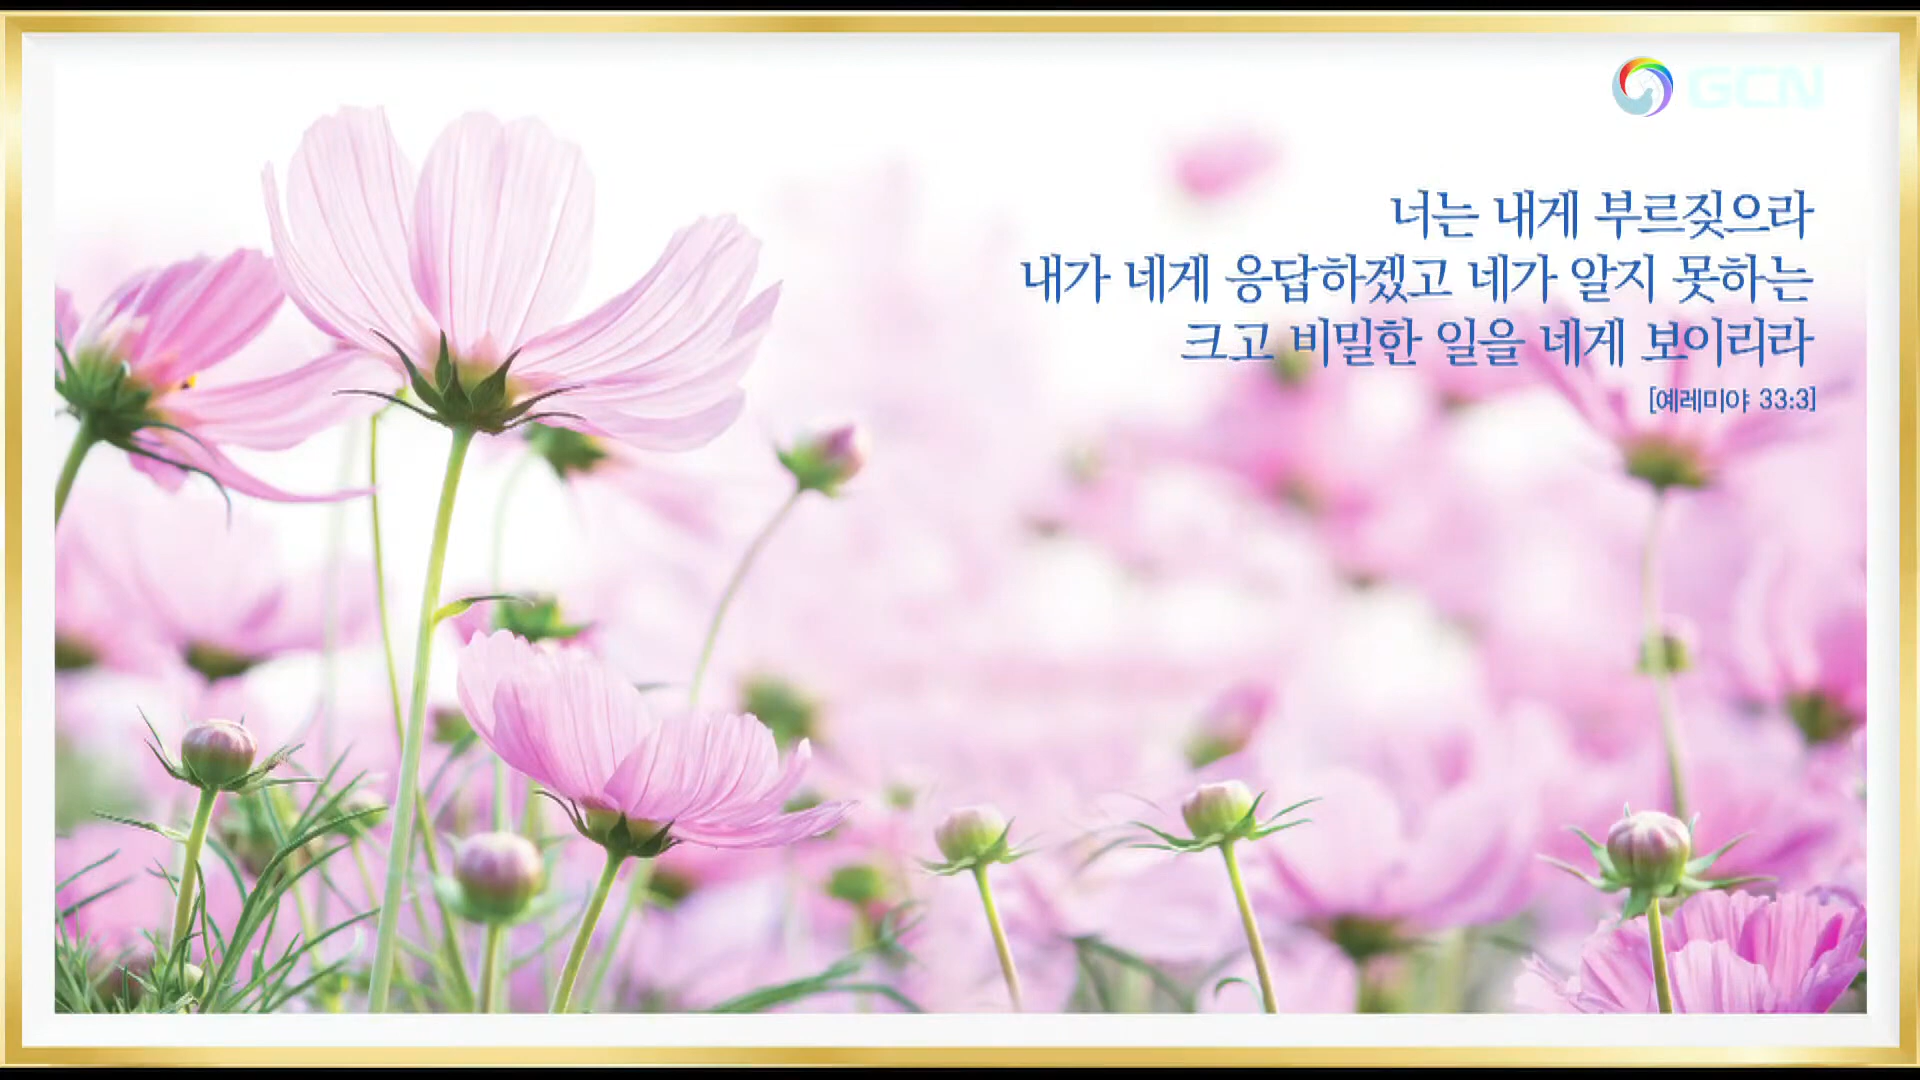 GCN
너는 내게 부르짖으라
내가 네게 응답하겠고 네가 알지 못하는
크고 비밀한 일을 네게 보이리라
[예레미야 33:3]